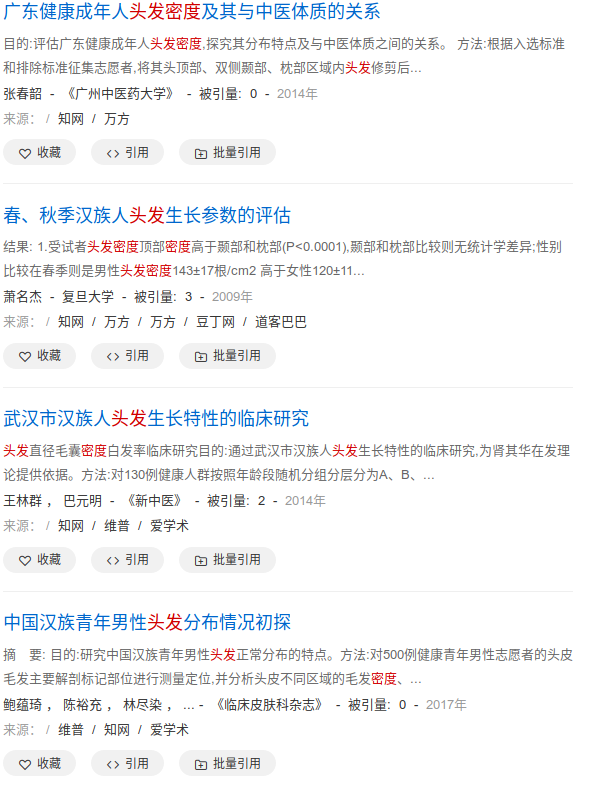 广东健康成年人头发密度及其与中医体质的关系
目的:评估广东健康成年人头发密度,探究其分布特点及与中医体质之间的关系。 方法:根据入选标准
和排除标准征集志愿者,将其头顶部、双侧颞部、枕部区域内头发修剪后...
张春韶 - 《广州中医药大学》 - 被引量: 0 - 2014年
来源: / 知网 / 万方
收藏 <> 引用 批量引用
春、秋季汉族人头发生长参数的评估
结果: 1.受试者头发密度顶部密度高于颞部和枕部(P<0.0001),颞部和枕部比较则无统计学差异;性别
比较在春季则是男性头发密度143±17根/cm2 高于女性120±11...
萧名杰 - 复旦大学 - 被引量: 3 - 2009年
来源: / 知网 / 万方 / 万方 / 豆丁网 / 道客巴巴
收藏 <> 引用 批量引用
武汉市汉族人头发生长特性的临床研究
头发直径毛囊密度白发率临床研究目的:通过武汉市汉族人头发生长特性的临床研究,为肾其华在发理
论提供依据。方法:对130例健康人群按照年龄段随机分组分层分为A、B、...
王林群 , 巴元明 - 《新中医》 - 被引量: 2 - 2014年
来源: / 知网 / 维普 / 爱学术
收藏 <> 引用 批量引用
中国汉族青年男性头发分布情况初探
摘 要: 目的:研究中国汉族青年男性头发正常分布的特点。方法:对500例健康青年男性志愿者的头皮
毛发主要解剖标记部位进行测量定位,并分析头皮不同区域的毛发密度、...
鲍蕴琦 , 陈裕充 , 林尽染 , ... - 《临床皮肤科杂志》 - 被引量: 0 - 2017年
来源: / 维普 / 知网 / 爱学术
收藏 <> 引用 批量引用